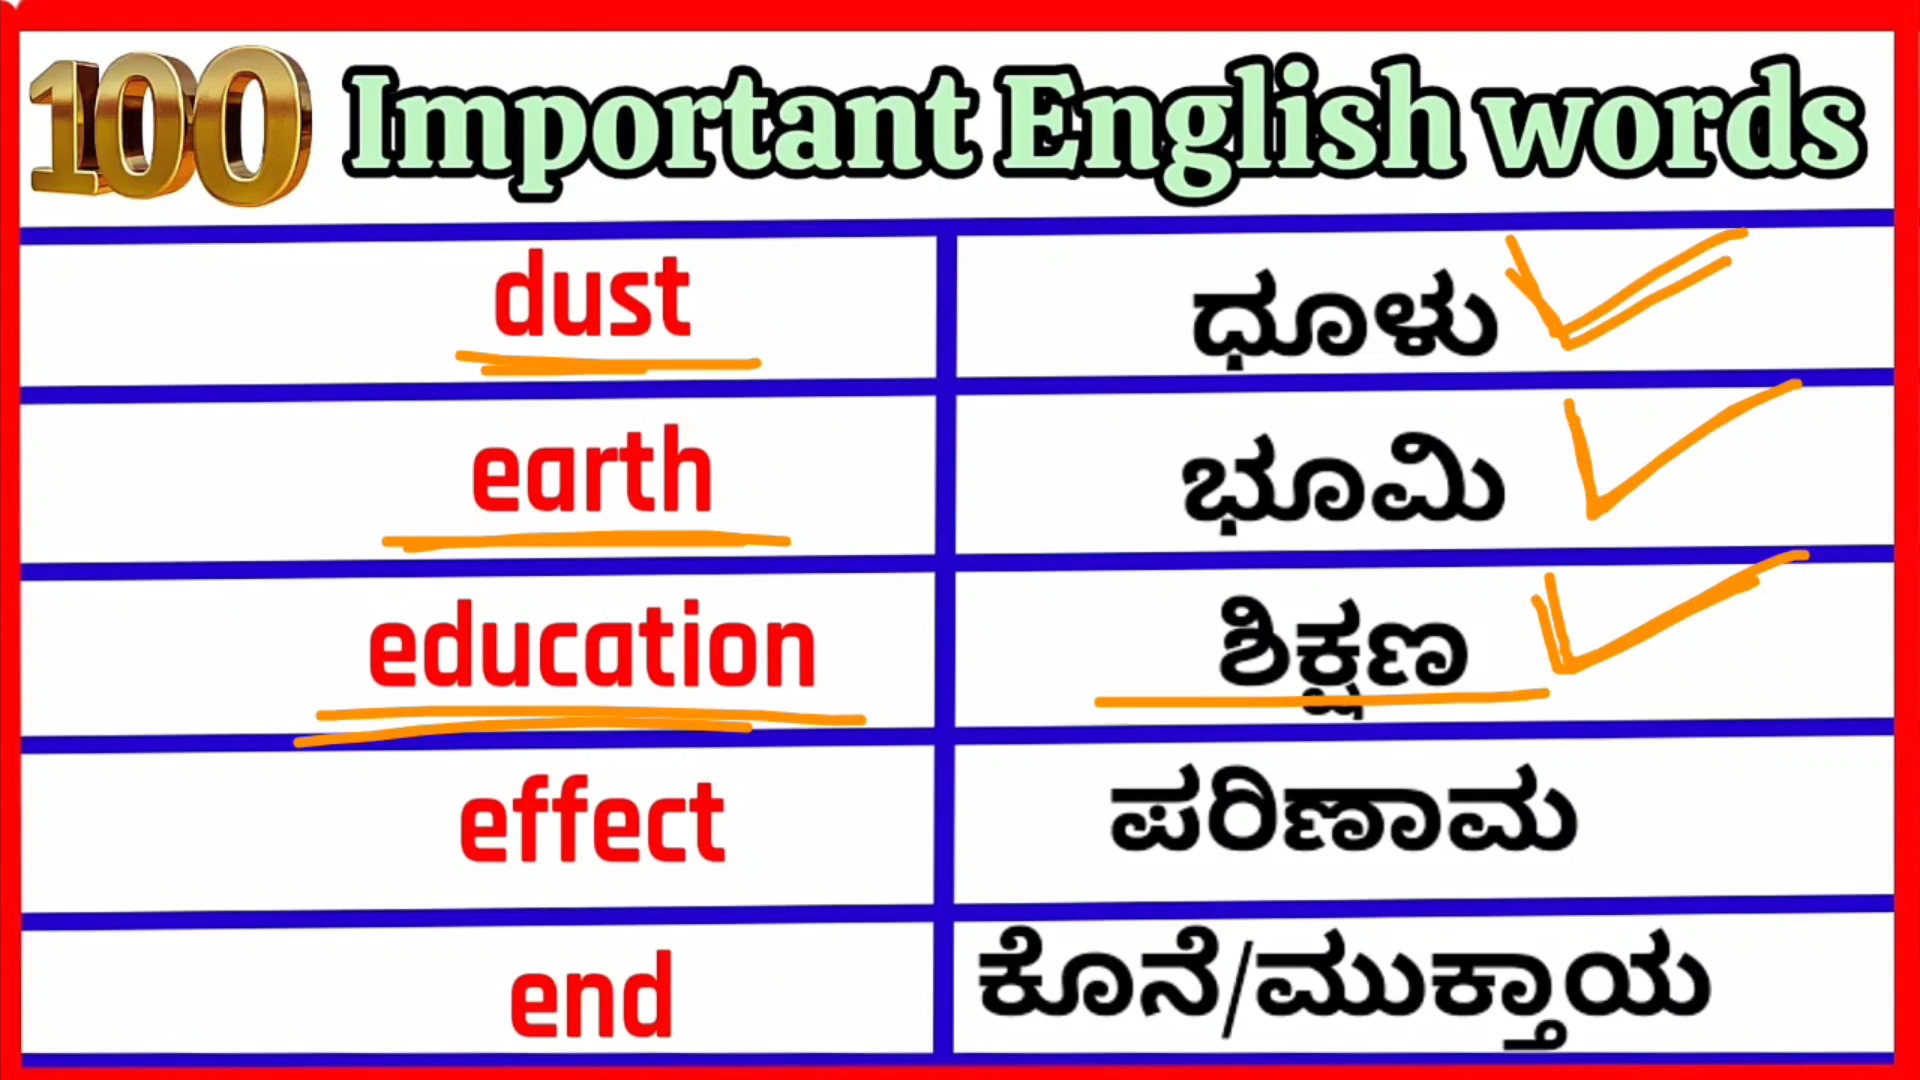 100 Important English words
dust ಧೂಳು
earth ಭೂಮಿ
education ಶಿಕ್ಷಣ
effect ಪರಿಣಾಮ
end ಕೊನೆ/ಮುಕ್ತಾಯ